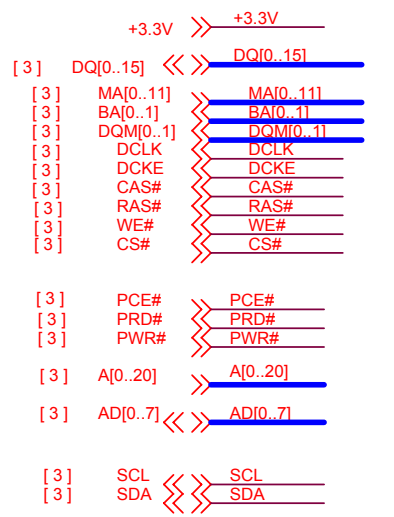 +3.3V +3.3V
[ 3 ] DQ[0..15] DQ[0..15]
[ 3 ] MA[0..11] MA[0..11]
[ 3 ] BA[0..1] BA[0..1]
[ 3 ] DQM[0..1] DQM[0..1]
[ 3 ] DCLK DCLK
[ 3 ] DCKE DCKE
[ 3 ] CAS# CAS#
[ 3 ] RAS# RAS#
[ 3 ] WE# WE#
[ 3 ] CS# CS#
[ 3 ] PCE# PCE#
[ 3 ] PRD# PRD#
[ 3 ] PWR# PWR#
[ 3 ] A[0..20] A[0..20]
[ 3 ] AD[0..7] AD[0..7]
[ 3 ] SCL SCL
[ 3 ] SDA SDA